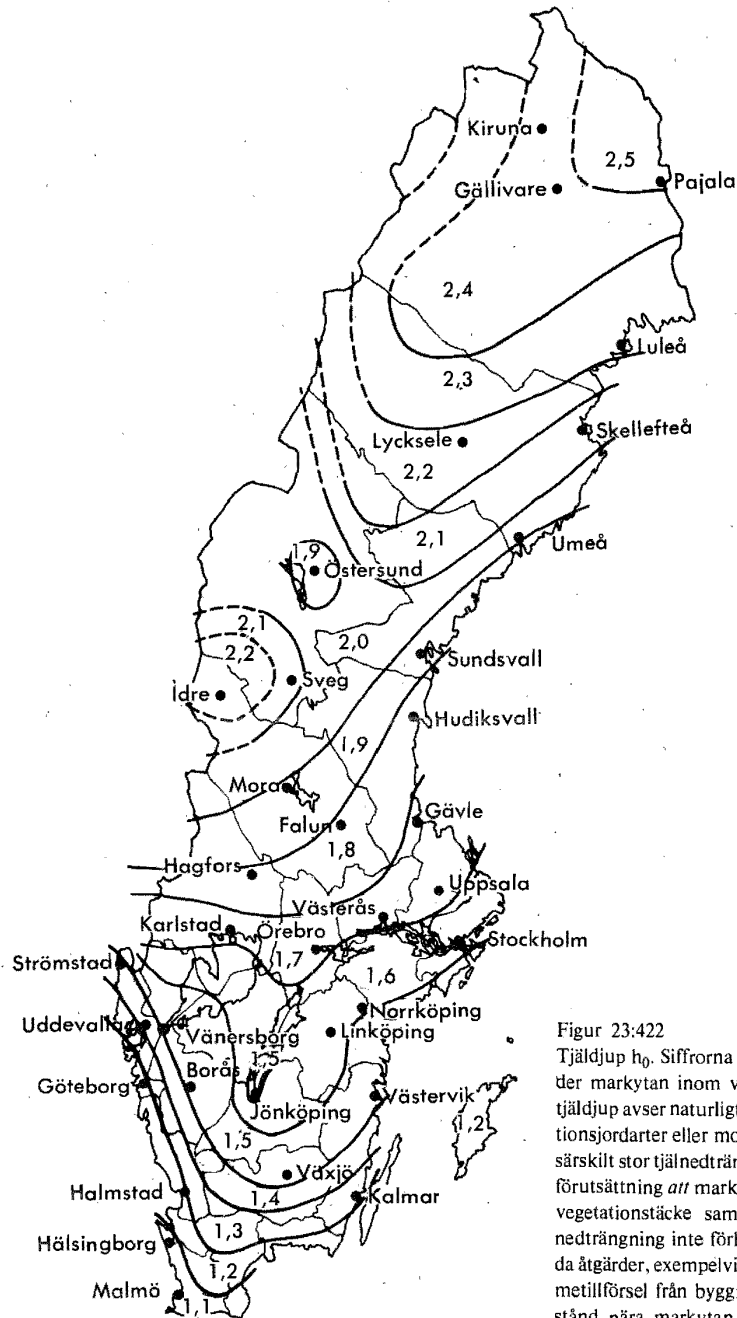 Kiruna
2,5
Pajala
Gällivare
2,4
Luleå
2,3
Skellefteå
Lycksele
2,2
2,1
Umeå
1,9
Östersund
2,1
2,0
2,2
Sundsvall
Sveg
Idre
Hudiksvall
1,9
Mora
Gävle
Falun
1,8
Hagfors
Uppsala
Västerås
Karlstad
Örebro
Stockholm
1,7
Strömstad
1,6
Norrköping
Uddevalla
Vänersborg
Linköping
1,5
Borås
Göteborg
Jönköping
Västervik
1,2
1,5
Växjö
Halmstad
1,4
Kalmar
1,3
Hälsingborg
1,2
Malmö
1,1
Figur 23:422
Tjäldjup h₀. Siffrorna
der markytan inom v
tjäldjup avser naturligt
tionsjordarter eller mo
särskilt stor tjälnedträn
förutsättning att mark
vegetationstäcke sam
nedträngning inte förh
da åtgärder, exempelvi
metillförsel från bygg
stånd nära markytan